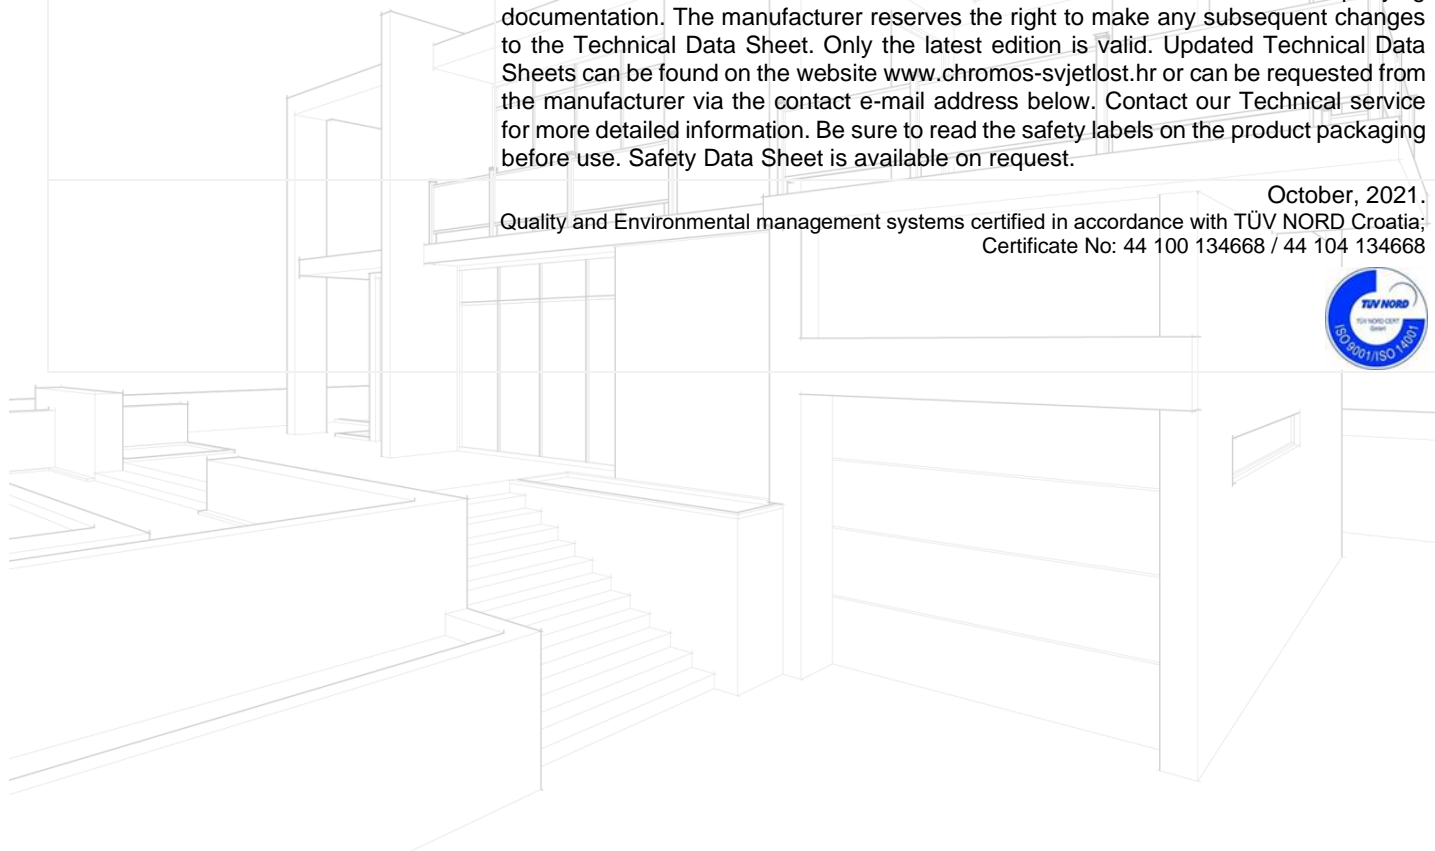 documentation. The manufacturer reserves the right to make any subsequent changes
to the Technical Data Sheet. Only the latest edition is valid. Updated Technical Data
Sheets can be found on the website www.chromos-svjetlost.hr or can be requested from
the manufacturer via the contact e-mail address below. Contact our Technical service
for more detailed information. Be sure to read the safety labels on the product packaging
before use. Safety Data Sheet is available on request.
October, 2021.
Quality and Environmental management systems certified in accordance with TÜV NORD Croatia;
Certificate No: 44 100 134668 / 44 104 134668
TÜV NORD
TÜV NORD CERT
GmbH
ISO 9001/ISO 14001